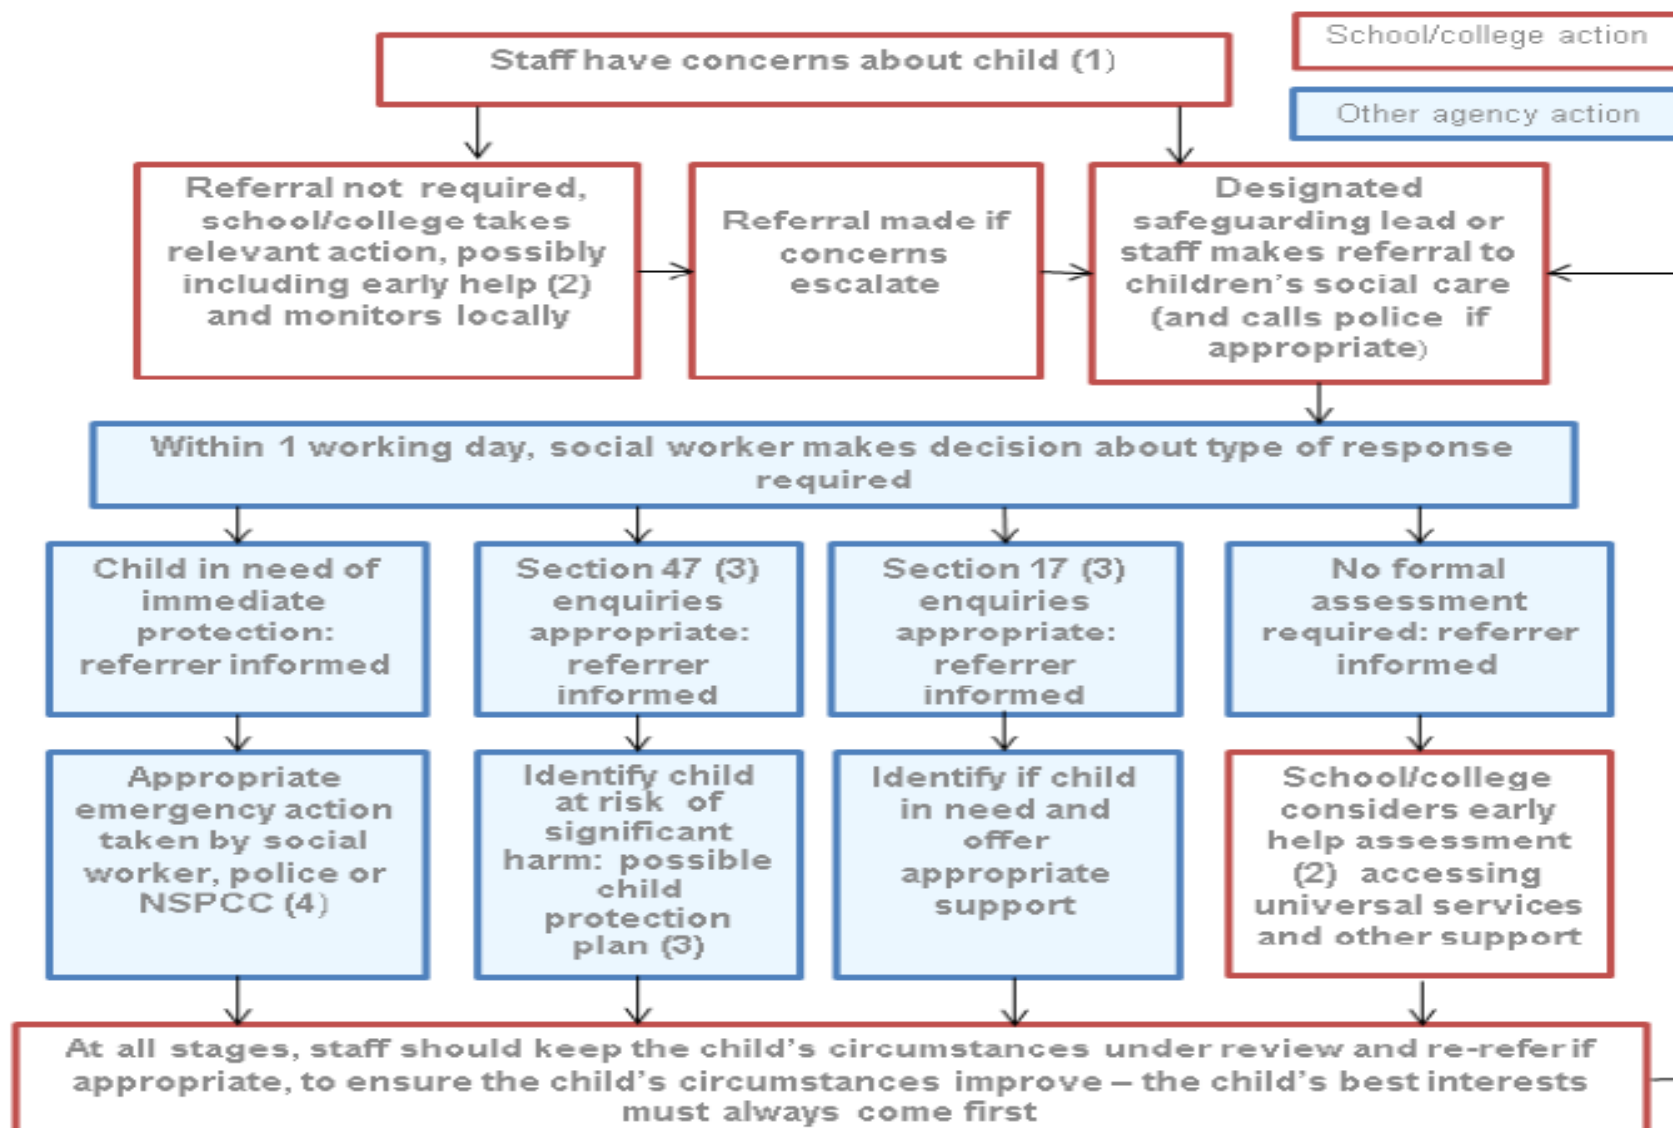 School/college action
Staff have concerns about child (1)
Other agency action
Referral not required,
school/college takes
relevant action, possibly
including early help (2)
and monitors locally
Referral made if
concerns
escalate
Designated
safeguarding lead or
staff makes referral to
children's social care
(and calls police if
appropriate)
Within 1 working day, social worker makes decision about type of response
required
Child in need of
immediate
protection:
referrer informed
Section 47 (3)
enquiries
appropriate:
referrer
informed
Section 17 (3)
enquiries
appropriate:
referrer
informed
No formal
assessment
required: referrer
informed
Appropriate
emergency action
taken by social
worker, police or
NSPCC (4)
Identify child
at risk of
significant
harm: possible
child
protection
plan (3)
Identify if child
in need and
offer
appropriate
support
School/college
considers early
help assessment
(2) accessing
universal services
and other support
At all stages, staff should keep the child's circumstances under review and re-refer if
appropriate, to ensure the child's circumstances improve – the child's best interests
must always come first